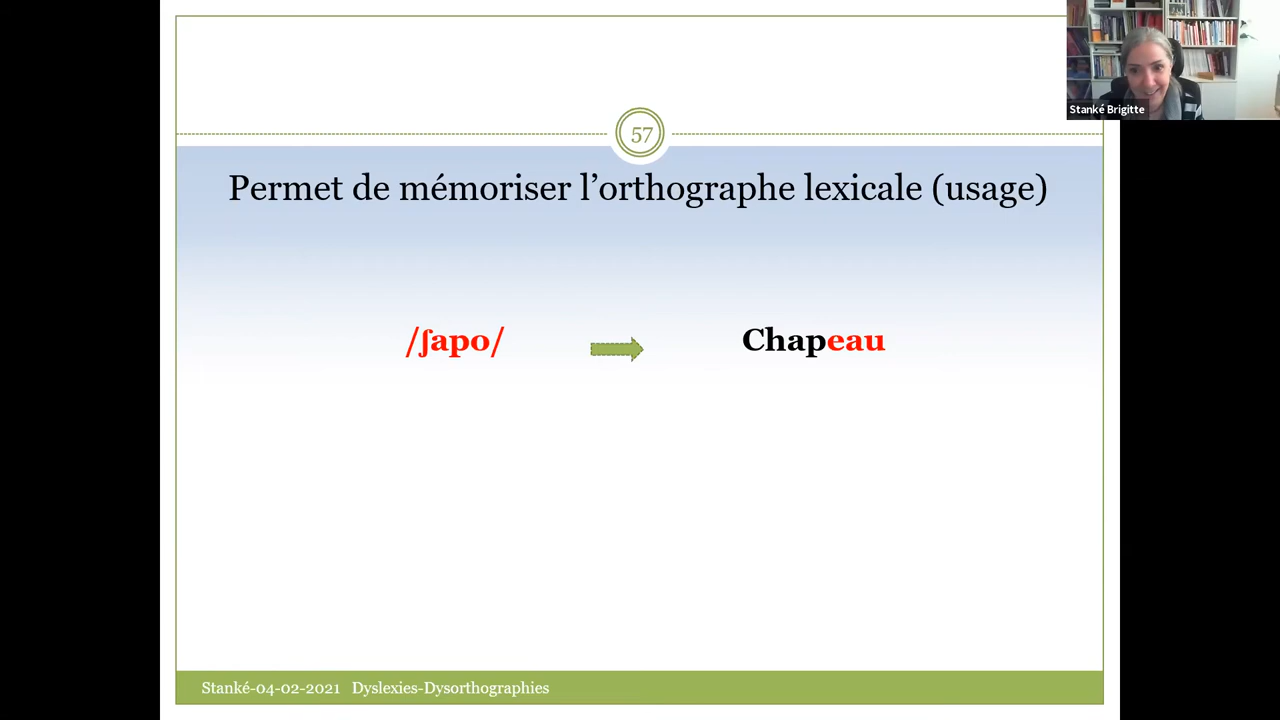 Stanké Brigitte
57
Permet de mémoriser l’orthographe lexicale (usage)
/ʃapo/ Chapeau
Stanké-04-02-2021 Dyslexies-Dysorthographies